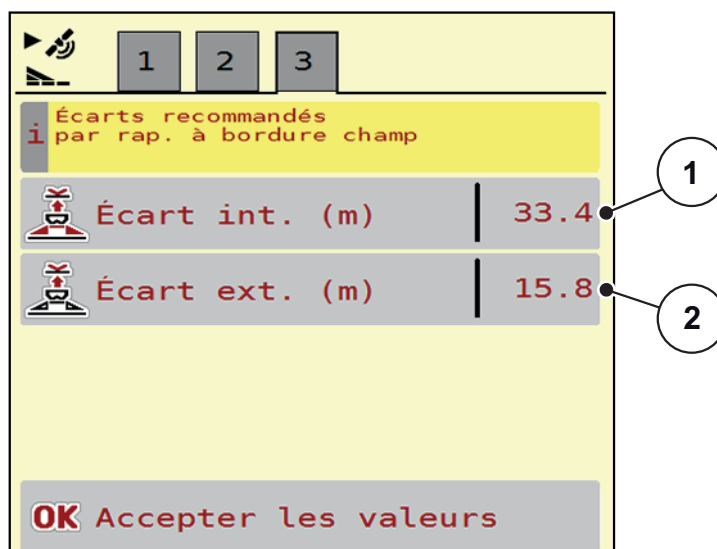 1 2 3
i Écarts recommandés
par rap. à bordure champ
Écart int. (m) 33.4
1
Écart ext. (m) 15.8
2
OK Accepter les valeurs